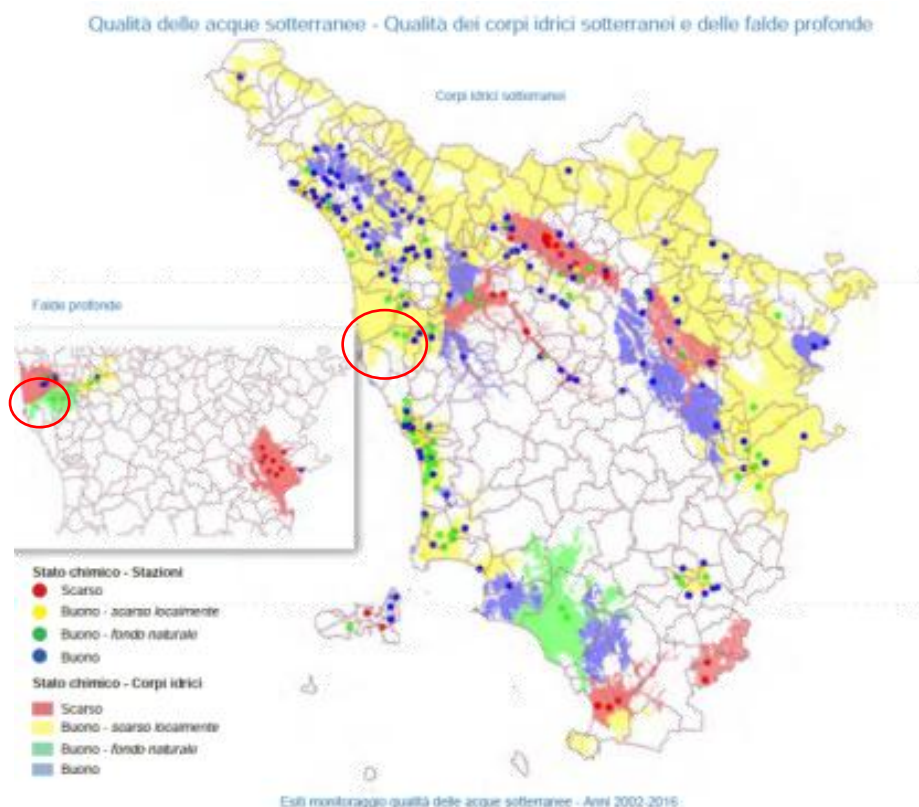 Qualità delle acque sotterranee - Qualità dei corpi idrici sotterranei e delle falde profonde
Corpi idrici sotterranei
Falde profonde
Stato chimico - Stazioni
Scarso
Buono - scarso localmente
Buono - fondo naturale
Buono
Stato chimico - Corpi idrici
Scarso
Buono - scarso localmente
Buono - fondo naturale
Buono
Esiti monitoraggio qualità delle acque sotterranee - Anni 2002-2016